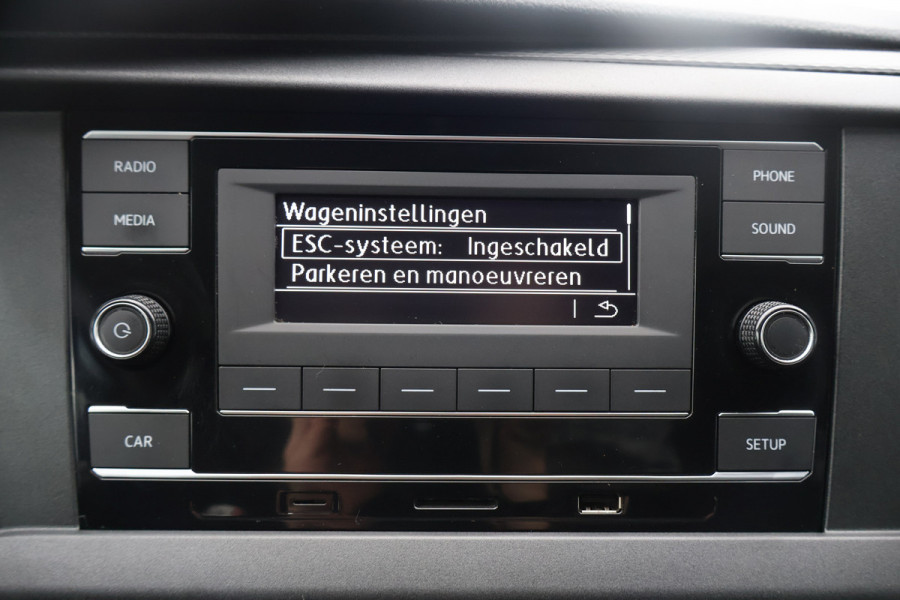 RADIO
MEDIA
Wageninstellingen
ESC-systeem: Ingeschakeld
Parkeren en manoeuvreren
PHONE
SOUND
CAR
SETUP